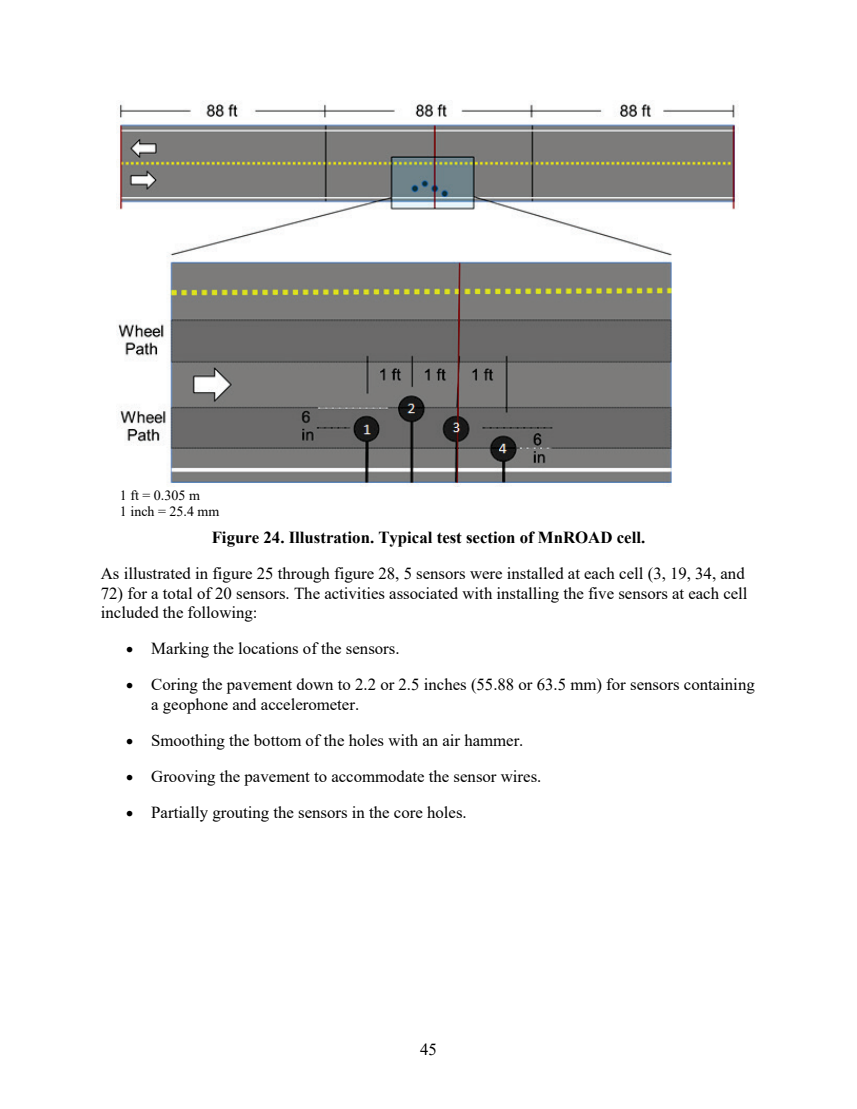 88 ft 88 ft 88 ft
Wheel
Path
1 ft 1 ft 1 ft
Wheel
Path
6
in
1
2
3
4
6
in
1 ft = 0.305 m
1 inch = 25.4 mm
Figure 24. Illustration. Typical test section of MnROAD cell.
As illustrated in figure 25 through figure 28, 5 sensors were installed at each cell (3, 19, 34, and
72) for a total of 20 sensors. The activities associated with installing the five sensors at each cell
included the following:
• Marking the locations of the sensors.
• Coring the pavement down to 2.2 or 2.5 inches (55.88 or 63.5 mm) for sensors containing
a geophone and accelerometer.
• Smoothing the bottom of the holes with an air hammer.
• Grooving the pavement to accommodate the sensor wires.
• Partially grouting the sensors in the core holes.
45